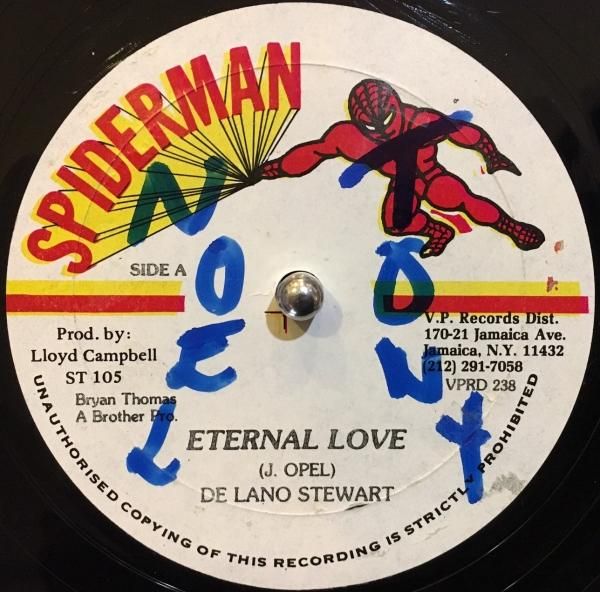 SPIDERMAN
NOEL
TONY
SIDE A
Prod. by:
Lloyd Campbell
ST 105
Bryan Thomas
A Brother Pro.
V.P. Records Dist.
170-21 Jamaica Ave.
Jamaica, N.Y. 11432
(212) 291-7058
VPRD 238
ETERNAL LOVE
(J. OPEL)
DE LANO STEWART
UNAUTHORISED COPYING OF THIS RECORDING IS STRICTLY PROHIBITED